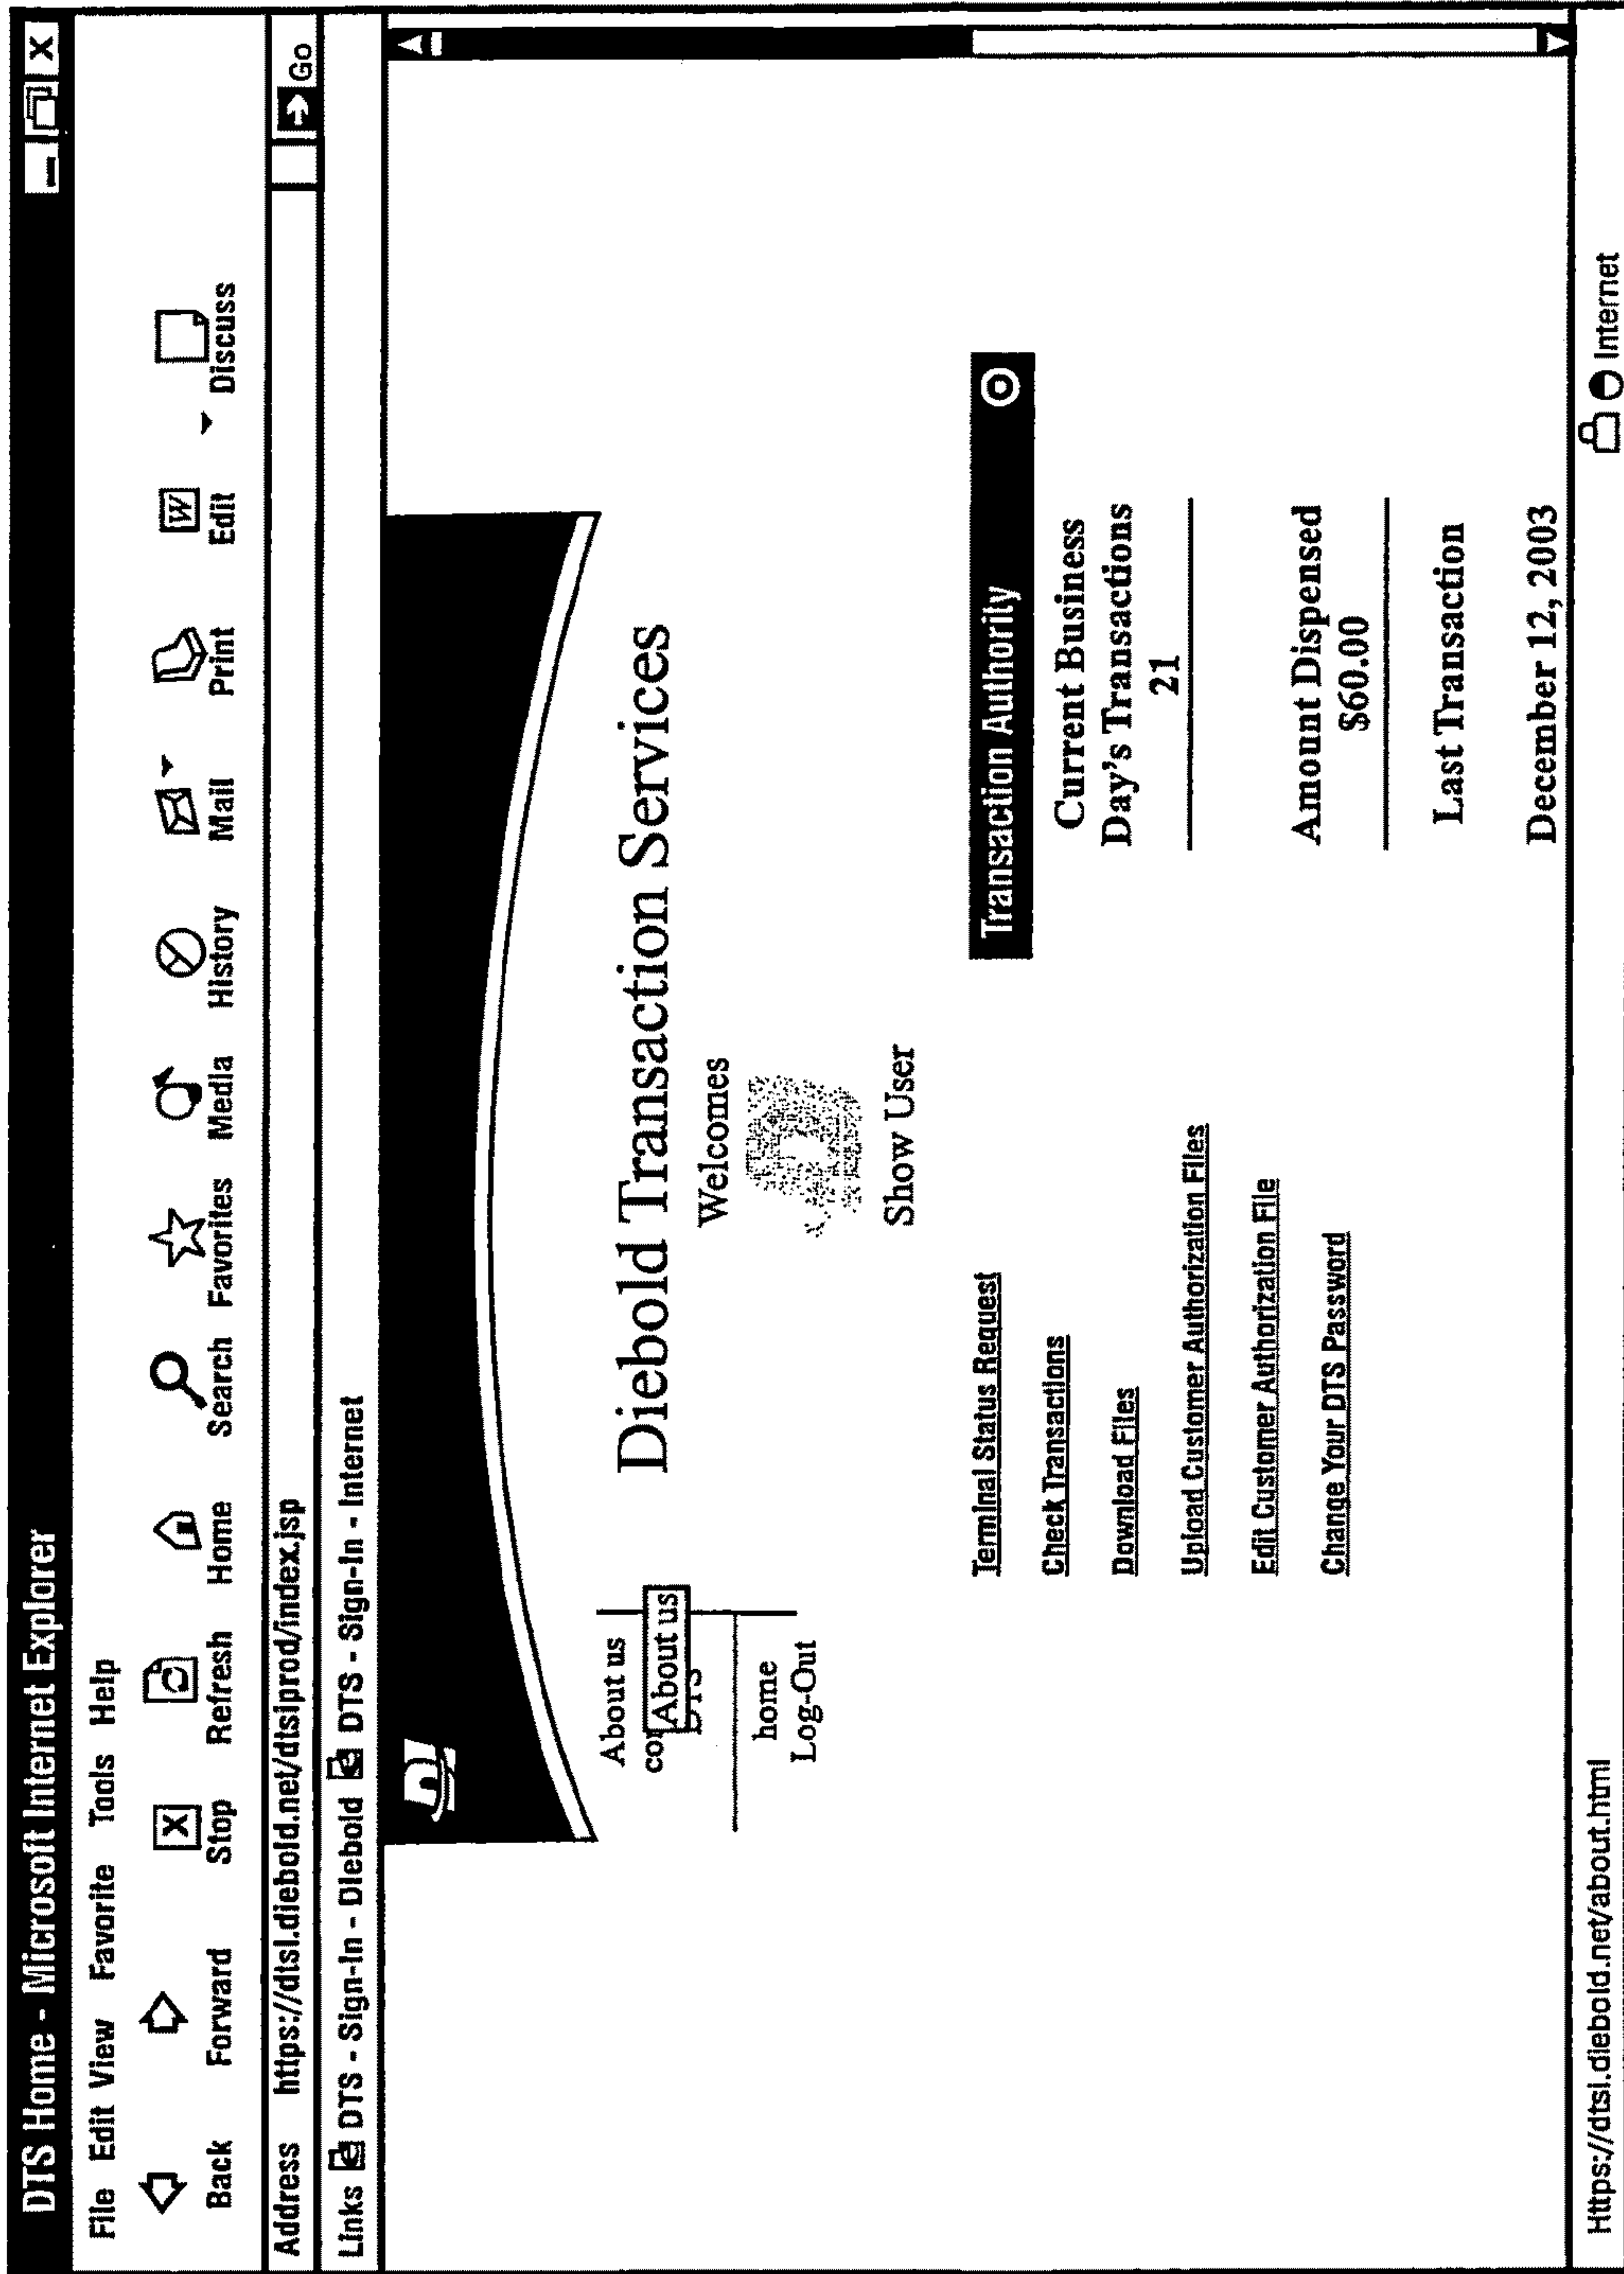 DTS Home - Microsoft Internet Explorer
File Edit View Favorite Tools Help
Back Forward Stop Refresh Home Search Favorites Media History Mail Print Edit Discuss
Address https://dtsl.diebold.net/dtsiprod/index.jsp Go
Links DTS - Sign-In - Diebold DTS - Sign-In - Internet
Diebold Transaction Services
Welcomes
Show User
About us
About us
home
Log-Out
Terminal Status Request
Check Transactions
Download Files
Upload Customer Authorization Files
Edit Customer Authorization File
Change Your DTS Password
Transaction Authority
Current Business
Day's Transactions
21
Amount Dispensed
$60.00
Last Transaction
December 12, 2003
Https://dtsl.diebold.net/about.html Internet